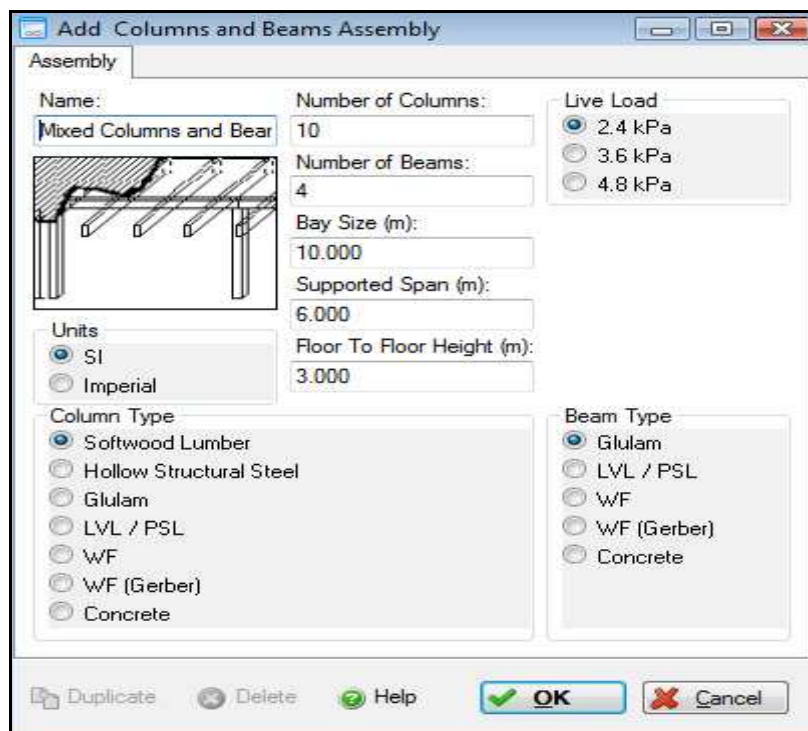 Add Columns and Beams Assembly
Assembly
Name:
Mixed Columns and Bear
Number of Columns:
10
Number of Beams:
4
Bay Size (m):
10.000
Supported Span (m):
6.000
Floor To Floor Height (m):
3.000
Live Load
2.4 kPa
3.6 kPa
4.8 kPa
Units
SI
Imperial
Column Type
Softwood Lumber
Hollow Structural Steel
Glulam
LVL / PSL
WF
WF (Gerber)
Concrete
Beam Type
Glulam
LVL / PSL
WF
WF (Gerber)
Concrete
Duplicate
Delete
Help
OK
Cancel